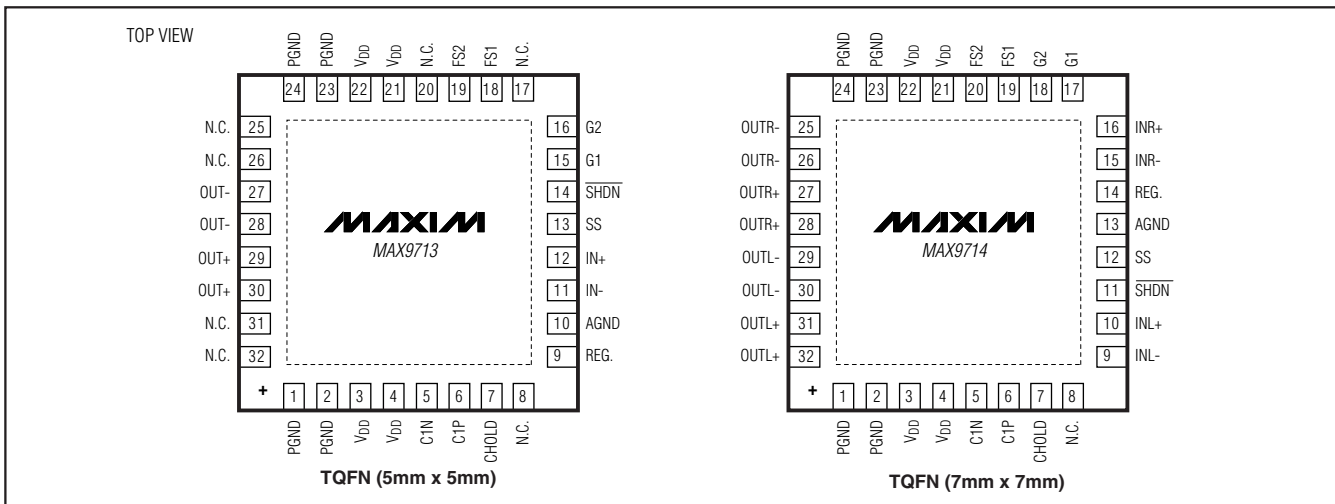 TOP VIEW
PGND PGND VDD VDD N.C. FS2 FS1 N.C.
24 23 22 21 20 19 18 17
N.C. 25 16 G2
N.C. 26 15 G1
OUT- 27 14 SHDN
OUT- 28 13 SS
OUT+ 29 12 IN+
OUT+ 30 11 IN-
N.C. 31 10 AGND
N.C. 32 9 REG.
MAXIM
MAX9713
+ 1 2 3 4 5 6 7 8
PGND PGND VDD VDD C1N C1P CHOLD N.C.
TQFN (5mm x 5mm)
PGND PGND VDD VDD FS2 FS1 G2 G1
24 23 22 21 20 19 18 17
OUTR- 25 16 INR+
OUTR- 26 15 INR-
OUTR+ 27 14 REG.
OUTR+ 28 13 AGND
OUTL- 29 12 SS
OUTL- 30 11 SHDN
OUTL+ 31 10 INL+
OUTL+ 32 9 INL-
MAXIM
MAX9714
+ 1 2 3 4 5 6 7 8
PGND PGND VDD VDD C1N C1P CHOLD N.C.
TQFN (7mm x 7mm)